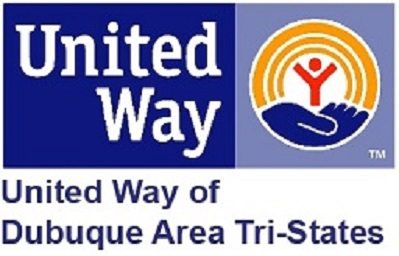 United
Way
TM
United Way of
Dubuque Area Tri-States